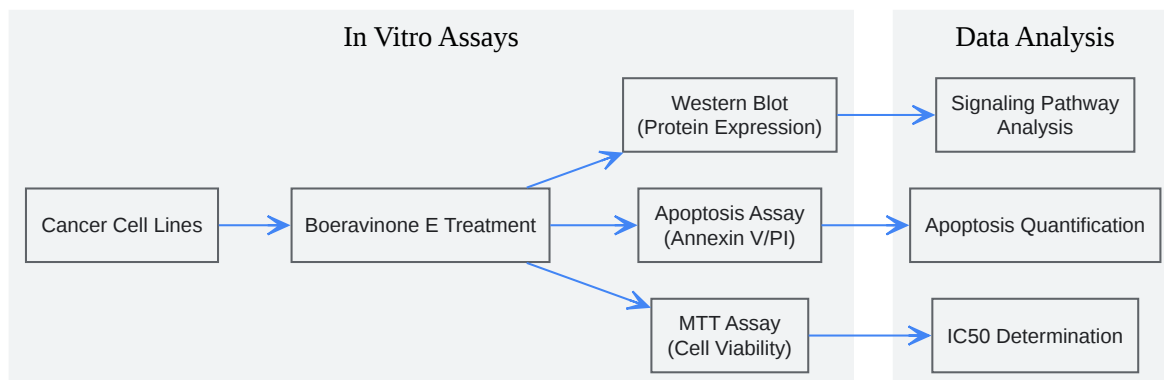 In Vitro Assays
Data Analysis
Western Blot
(Protein Expression)
Signaling Pathway
Analysis
Cancer Cell Lines
Boeravinone E Treatment
Apoptosis Assay
(Annexin V/PI)
Apoptosis Quantification
MTT Assay
(Cell Viability)
IC50 Determination